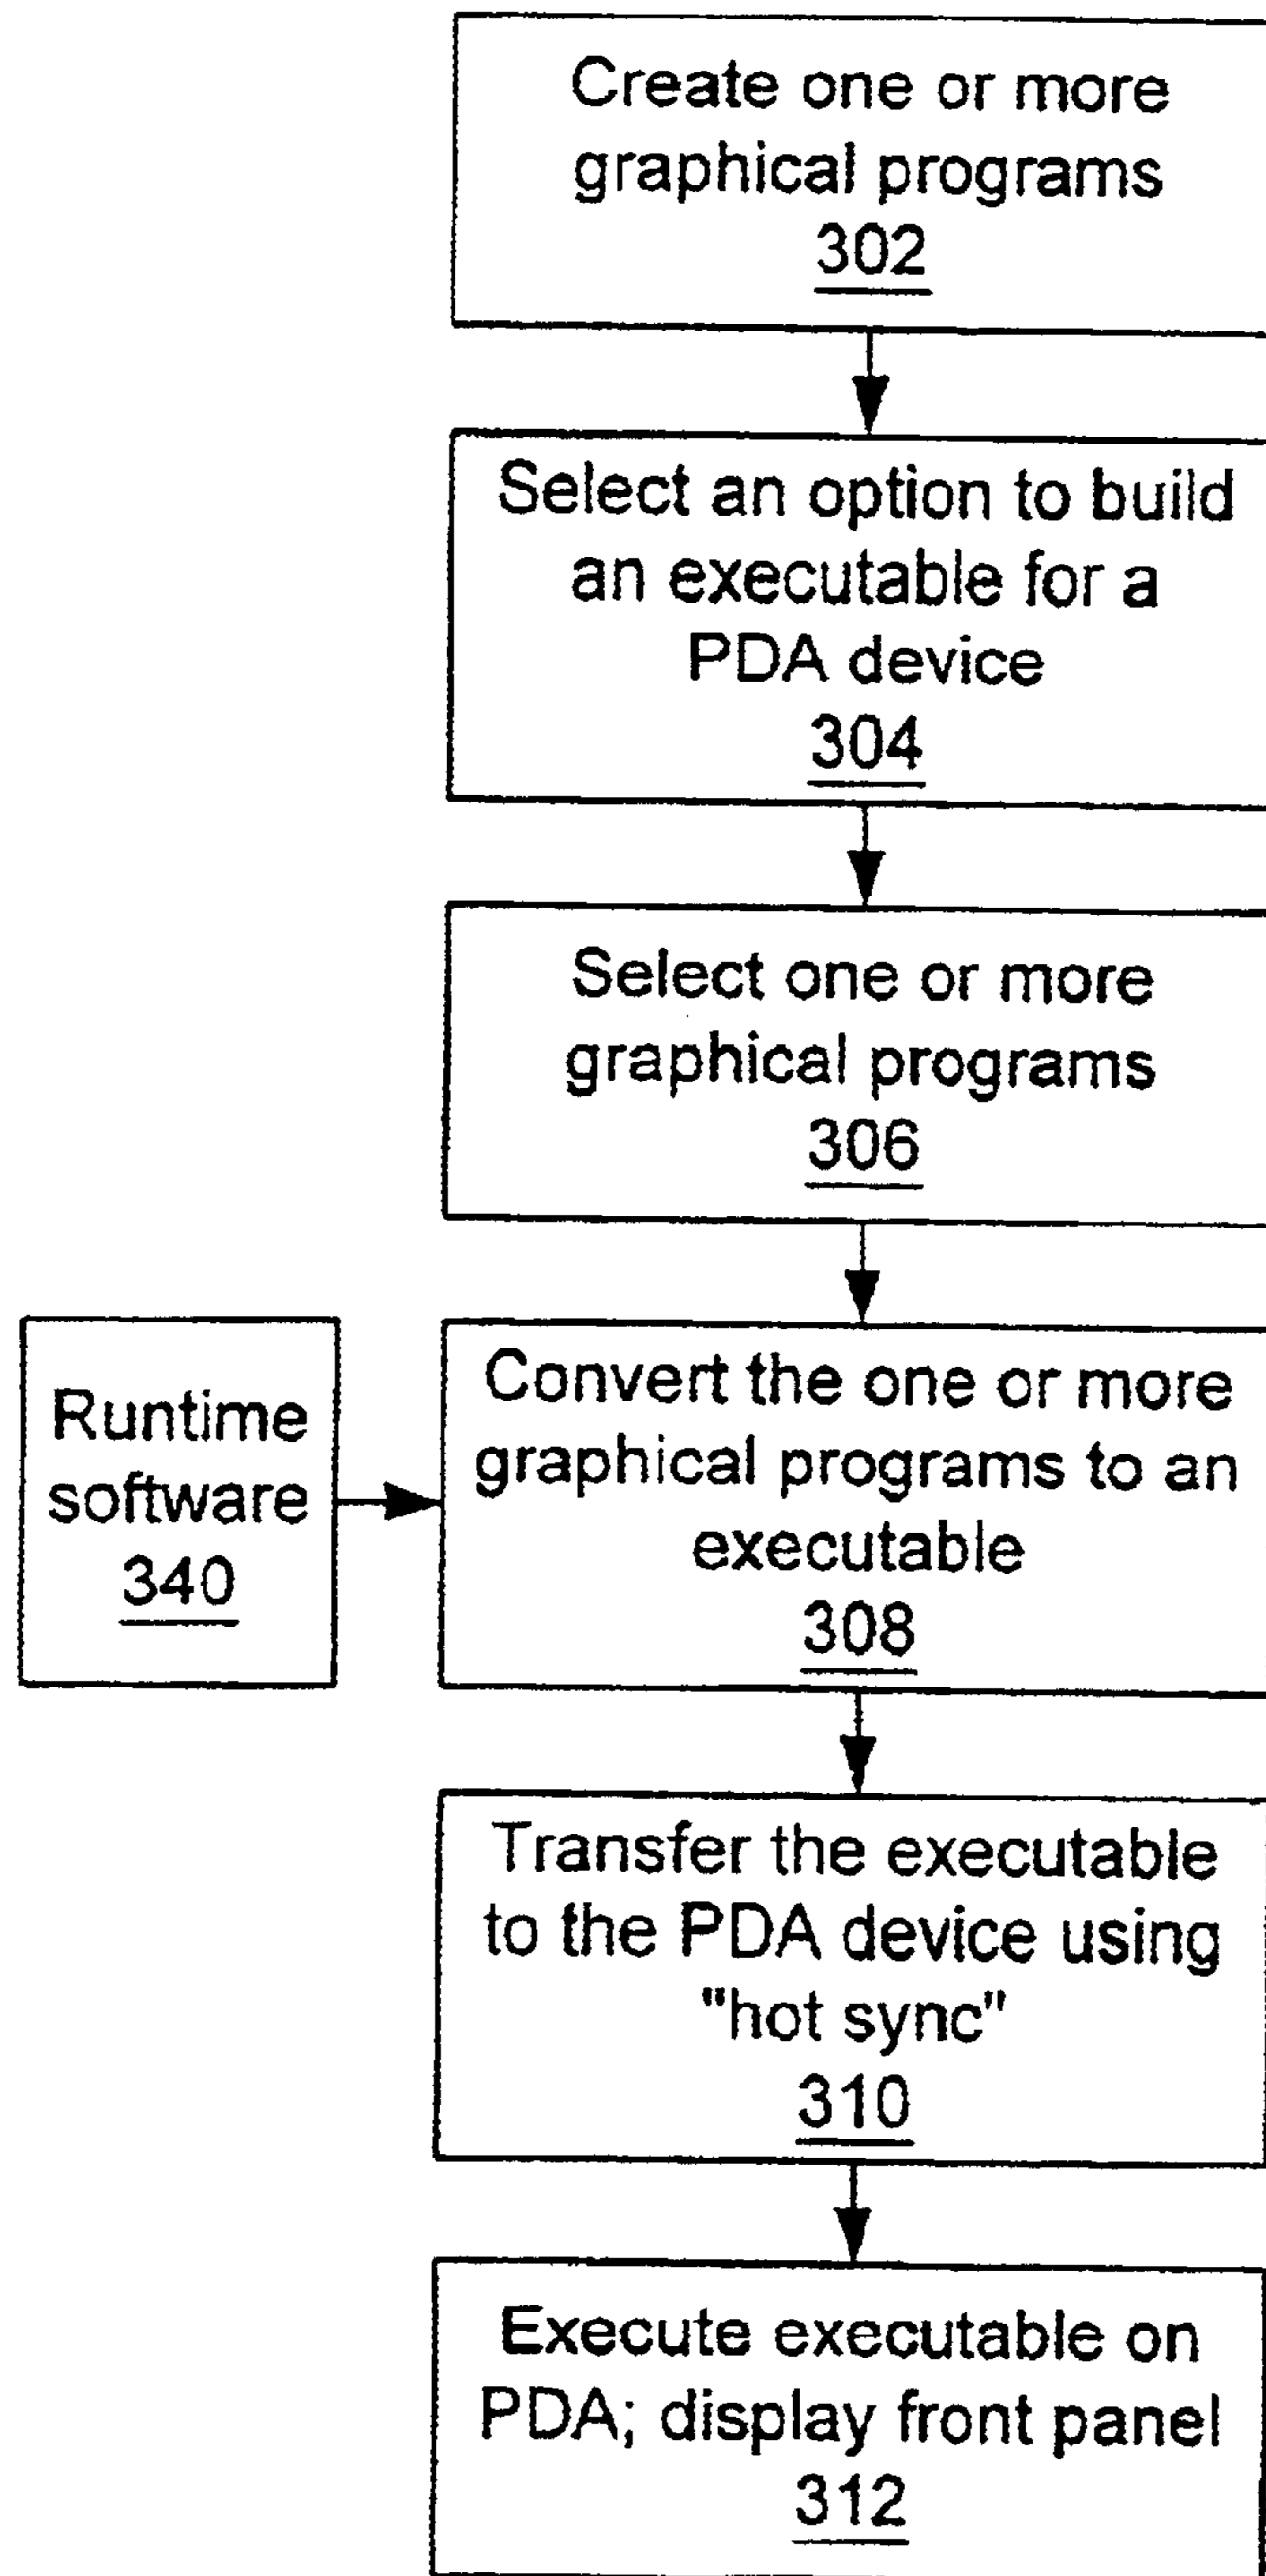 Create one or more
graphical programs
302
Select an option to build
an executable for a
PDA device
304
Select one or more
graphical programs
306
Runtime
software
340
Convert the one or more
graphical programs to an
executable
308
Transfer the executable
to the PDA device using
"hot sync"
310
Execute executable on
PDA; display front panel
312